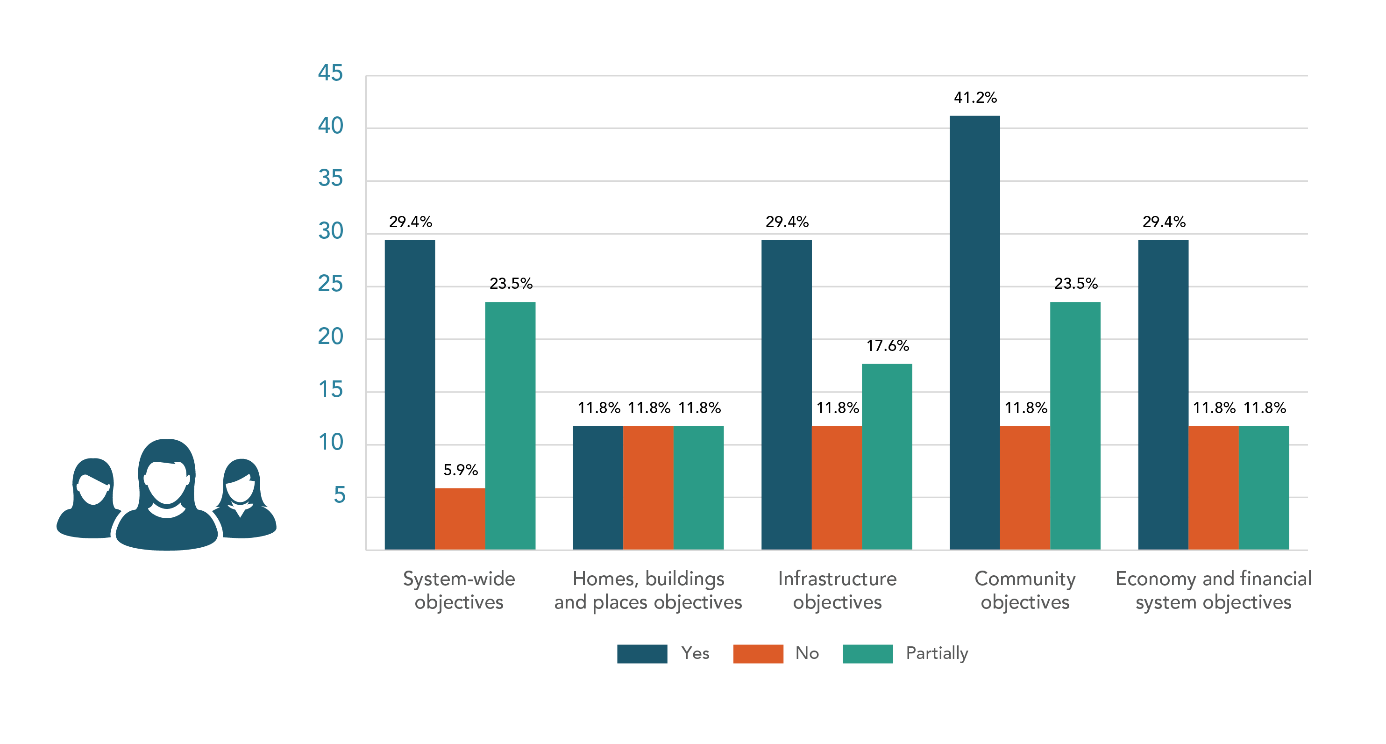 45
40
35
30
25
20
15
10
5
29.4%
5.9%
23.5%
11.8% 11.8% 11.8%
29.4%
11.8%
17.6%
41.2%
11.8%
23.5%
29.4%
11.8% 11.8%
System-wide
objectives
Homes, buildings
and places objectives
Infrastructure
objectives
Community
objectives
Economy and financial
system objectives
Yes No Partially